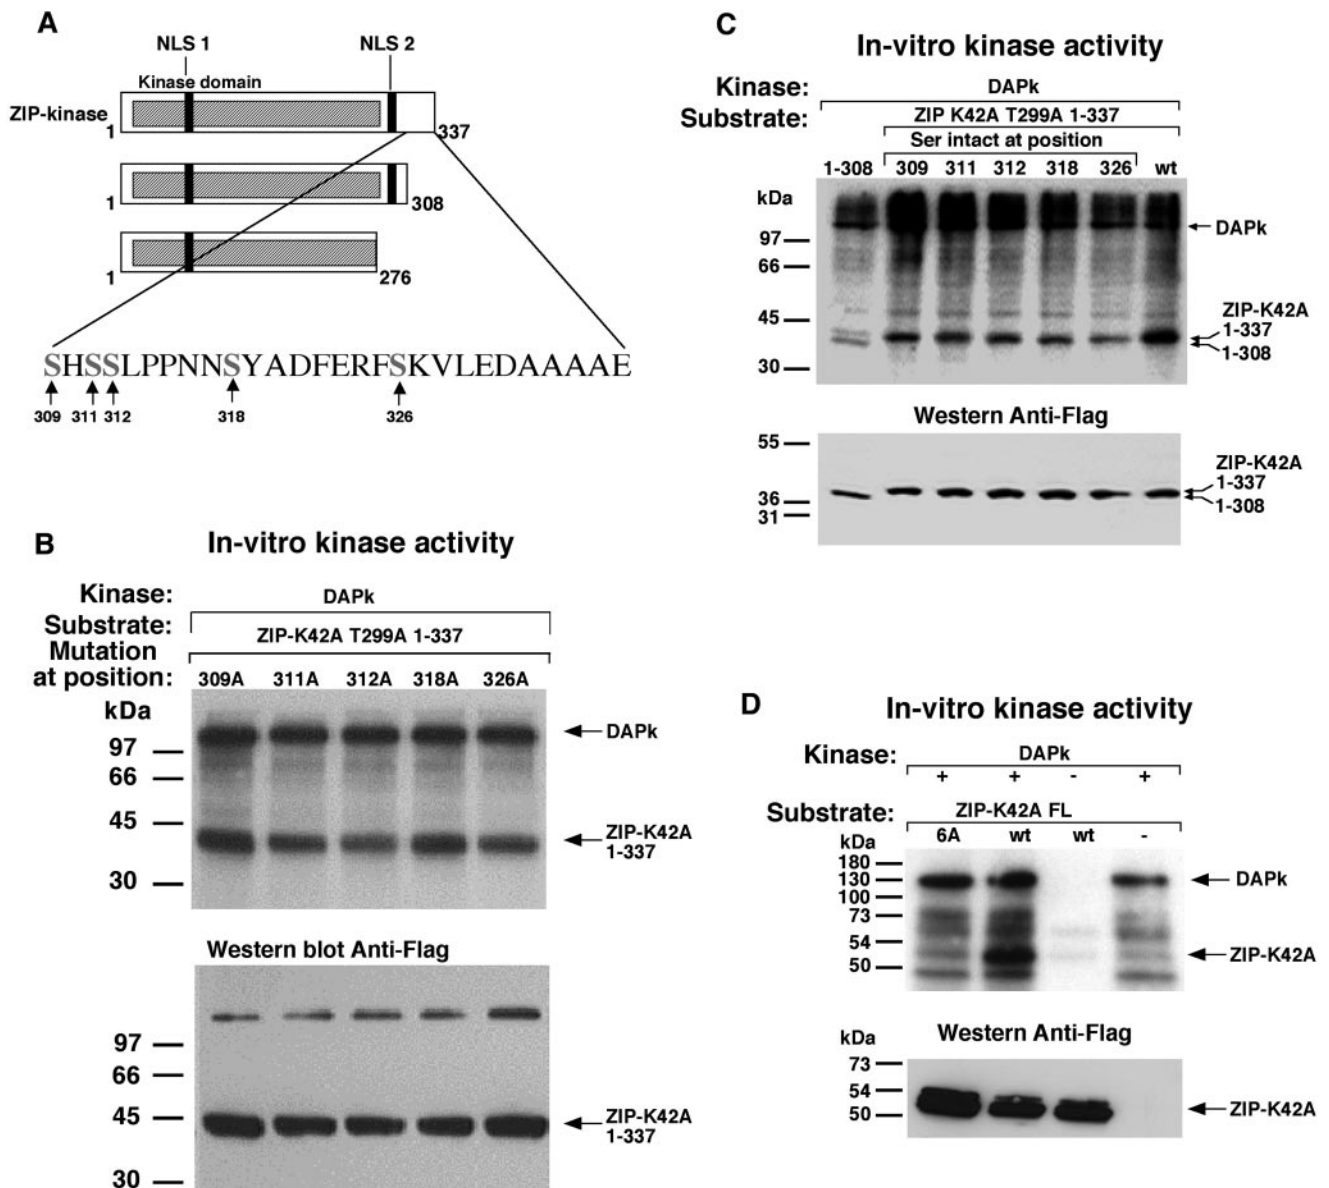 A
NLS 1
NLS 2
Kinase domain
ZIP-kinase
1
337
1
308
1
276
SHSSLPPNNSYADFERFSKVLEDAAAAE
309 311 312 318 326
B
In-vitro kinase activity
Kinase:
DAPk
Substrate:
ZIP-K42A T299A 1-337
Mutation
at position:
309A 311A 312A 318A 326A
kDa
97
66
45
30
DAPk
ZIP-K42A
1-337
Western blot Anti-Flag
97
66
45
30
ZIP-K42A
1-337
C
In-vitro kinase activity
Kinase:
DAPk
Substrate:
ZIP K42A T299A 1-337
Ser intact at position
1-308 309 311 312 318 326 wt
kDa
97
66
45
30
DAPk
ZIP-K42A
1-337
1-308
Western Anti-Flag
55
36
31
ZIP-K42A
1-337
1-308
D
In-vitro kinase activity
Kinase:
DAPk
+ + - +
Substrate:
ZIP-K42A FL
6A wt wt -
kDa
180
130
100
73
54
50
DAPk
ZIP-K42A
Western Anti-Flag
kDa
73
54
50
ZIP-K42A